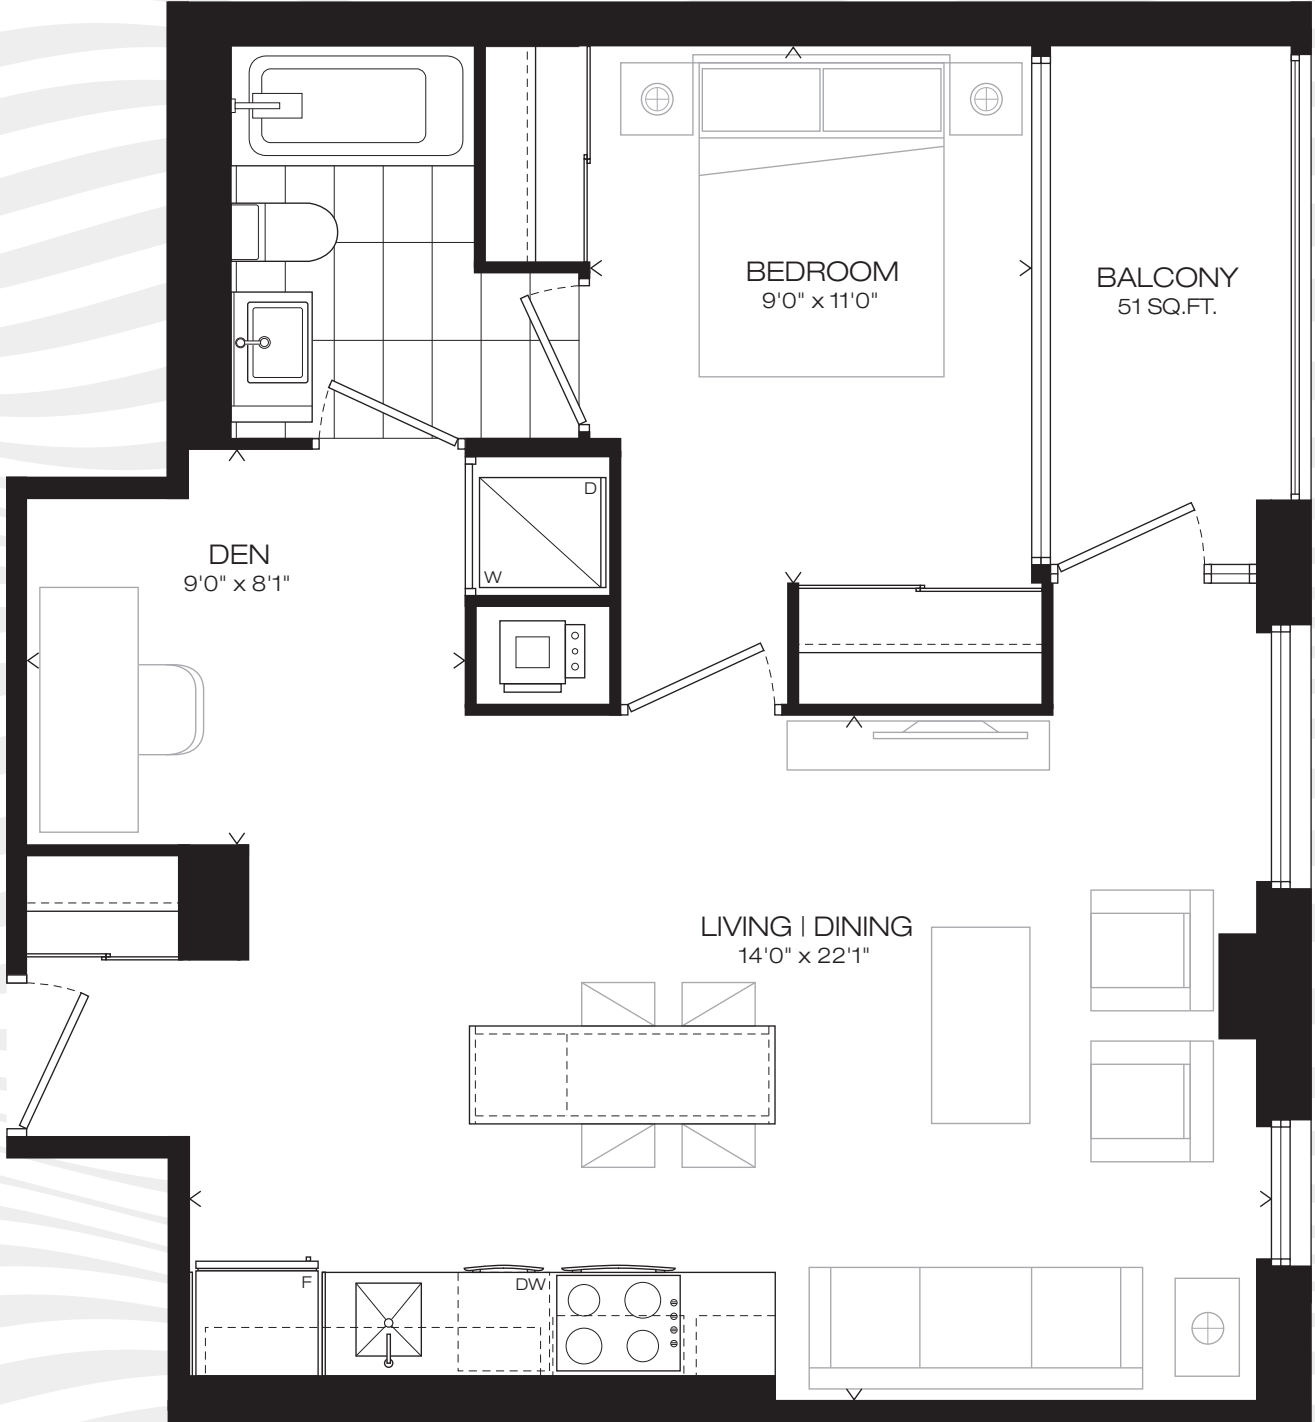 BEDROOM
9'0" x 11'0"
BALCONY
51 SQ.FT.
D
W
DEN
9'0" x 8'1"
LIVING | DINING
14'0" x 22'1"
F
DW